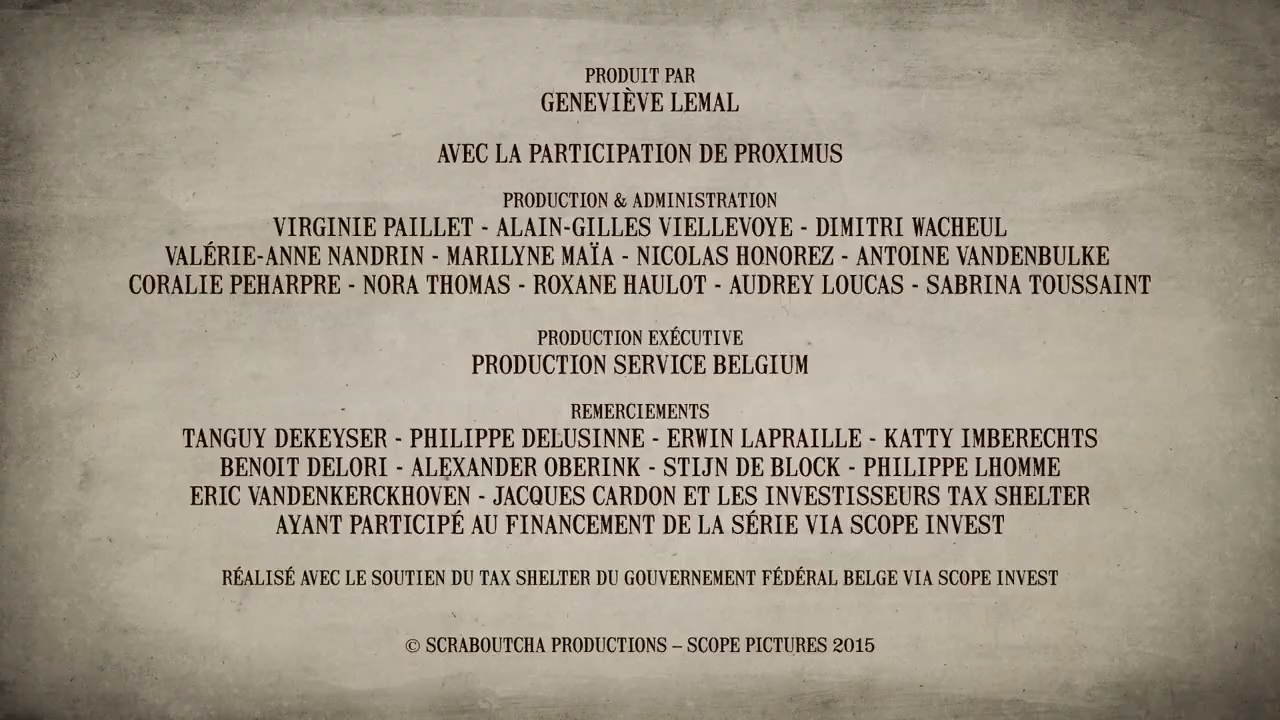 PRODUIT PAR
GENEVIÈVE LEMAL
AVEC LA PARTICIPATION DE PROXIMUS
PRODUCTION & ADMINISTRATION
VIRGINIE PAILLET - ALAIN-GILLES VIELLEVOYE - DIMITRI WACHEUL
VALÉRIE-ANNE NANDRIN - MARILYNE MAÏA - NICOLAS HONOREZ - ANTOINE VANDENBULKE
CORALIE PEHARPRE - NORA THOMAS - ROXANE HAULOT - AUDREY LOUCAS - SABRINA TOUSSAINT
PRODUCTION EXÉCUTIVE
PRODUCTION SERVICE BELGIUM
REMERCIEMENTS
TANGUY DEKEYSER - PHILIPPE DELUSINNE - ERWIN LAPRAILLE - KATTY IMBERECHTS
BENOIT DELORI - ALEXANDER OBERINK - STIJN DE BLOCK - PHILIPPE LHOMME
ERIC VANDENKERCKHOVEN - JACQUES CARDON ET LES INVESTISSEURS TAX SHELTER
AYANT PARTICIPÉ AU FINANCEMENT DE LA SÉRIE VIA SCOPE INVEST
RÉALISÉ AVEC LE SOUTIEN DU TAX SHELTER DU GOUVERNEMENT FÉDÉRAL BELGE VIA SCOPE INVEST
© SCRABOUTCHA PRODUCTIONS – SCOPE PICTURES 2015